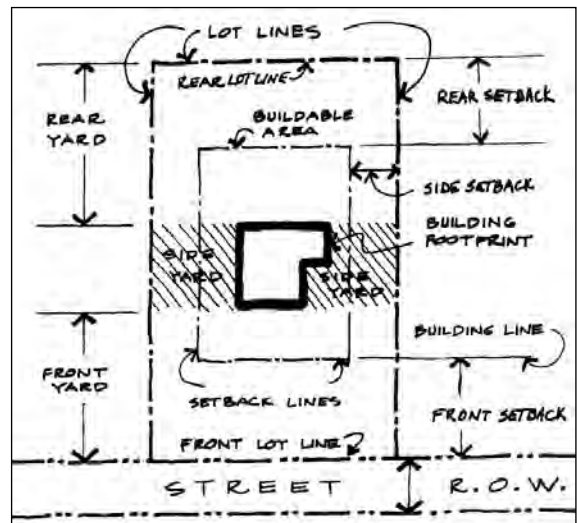 LOT LINES
REAR LOT LINE
REAR SETBACK
REAR
YARD
BUILDABLE
AREA
SIDE SETBACK
BUILDING
FOOTPRINT
SIDE
YARD
SIDE
YARD
BUILDING LINE
FRONT
YARD
SETBACK LINES
FRONT SETBACK
FRONT LOT LINE
STREET R.O.W.